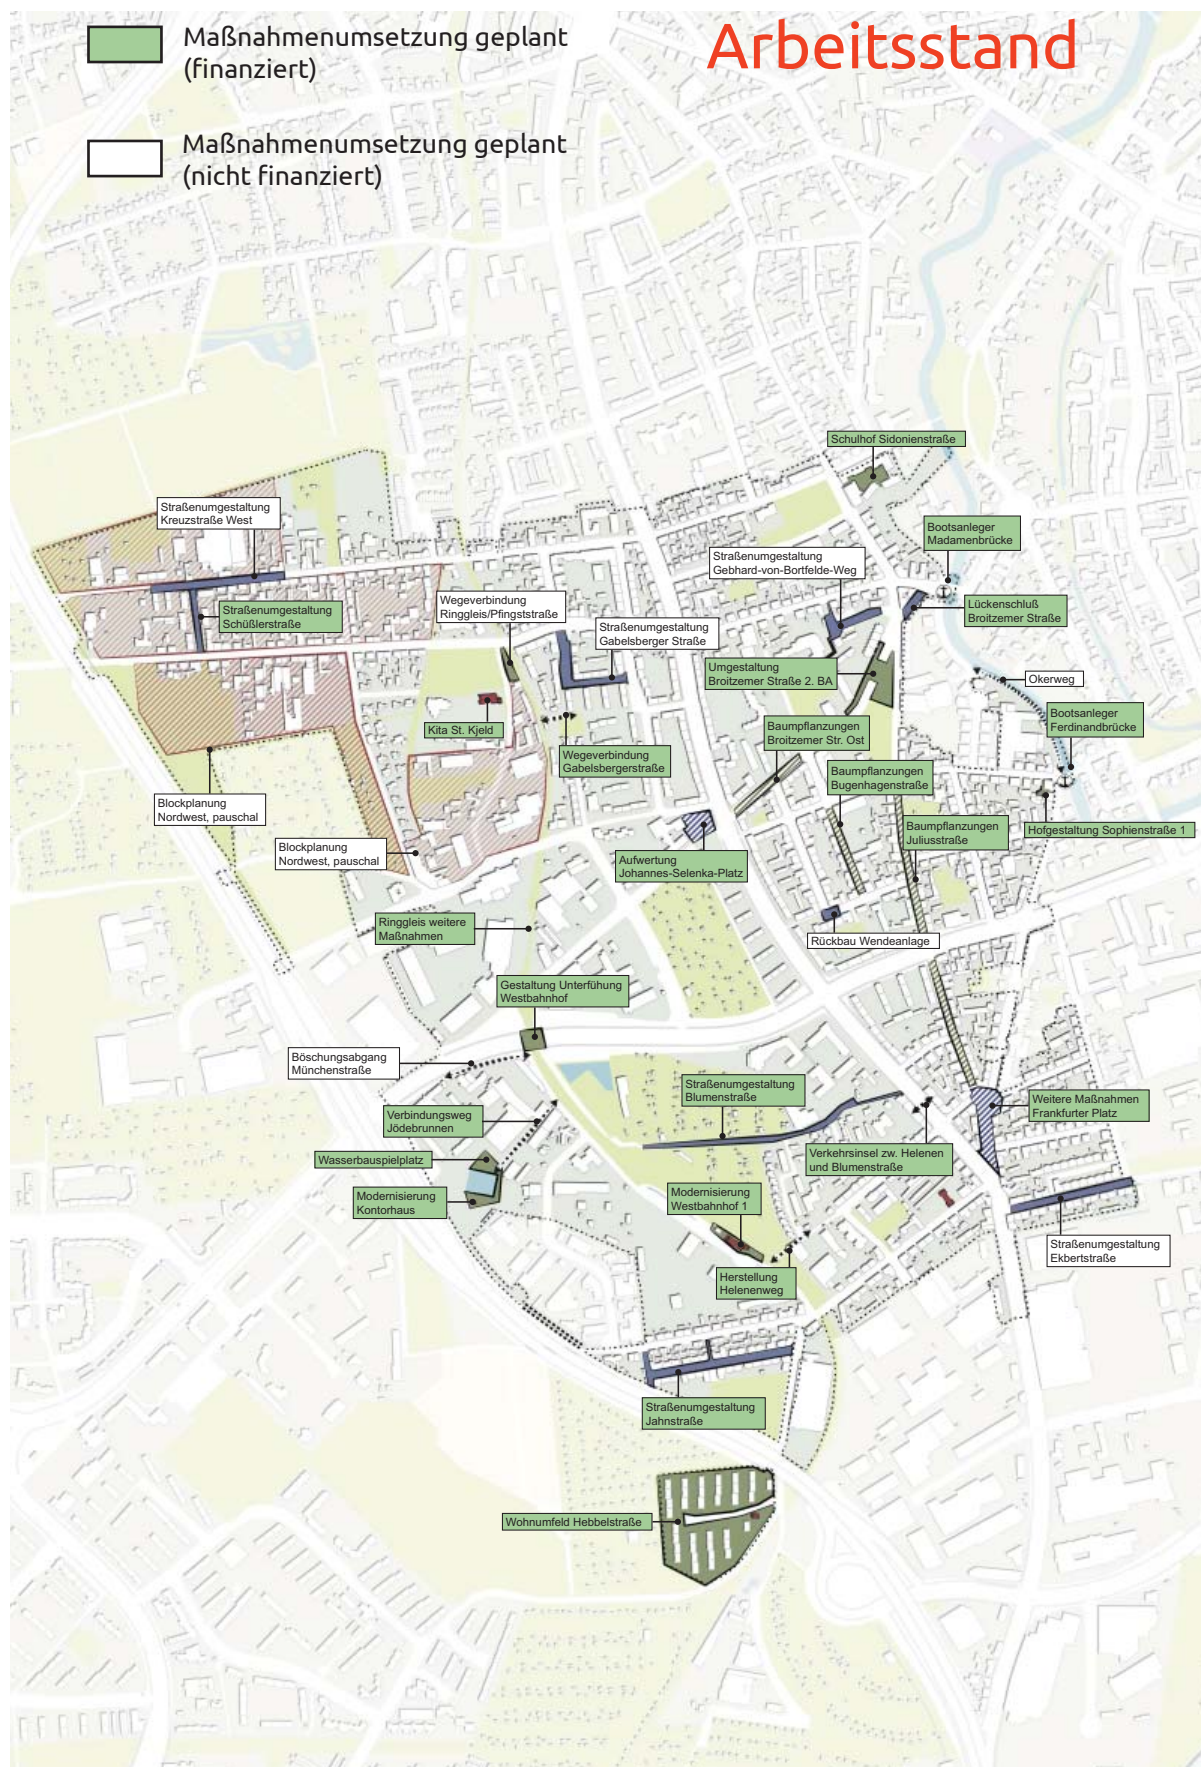 Maßnahmenumsetzung geplant
(finanziert)
Arbeitsstand
Maßnahmenumsetzung geplant
(nicht finanziert)
Schulhof Sidonienstraße
Straßenumgestaltung
Kreuzstraße West
Bootsanleger
Madamenbrücke
Straßenumgestaltung
Gebhard-von-Bortfelde-Weg
Wegeverbindung
Ringgleis/Pfingststraße
Straßenumgestaltung
Schüßlerstraße
Lückenschluß
Broitzemer Straße
Straßenumgestaltung
Gabelsberger Straße
Umgestaltung
Broitzemer Straße 2. BA
Okerweg
Bootsanleger
Ferdinandbrücke
Kita St. Kjeld
Baumpflanzungen
Broitzemer Str. Ost
Wegeverbindung
Gabelsbergerstraße
Baumpflanzungen
Bugenhagenstraße
Blockplanung
Nordwest, pauschal
Baumpflanzungen
Juliusstraße
Hofgestaltung Sophienstraße 1
Blockplanung
Nordwest, pauschal
Aufwertung
Johannes-Selenka-Platz
Ringgleis weitere
Maßnahmen
Rückbau Wendeanlage
Gestaltung Unterfühung
Westbahnhof
Böschungsabgang
Münchenstraße
Straßenumgestaltung
Blumenstraße
Weitere Maßnahmen
Frankfurter Platz
Verbindungsweg
Jödebrunnen
Verkehrsinsel zw. Helenen
und Blumenstraße
Wasserbauspielplatz
Modernisierung
Kontorhaus
Modernisierung
Westbahnhof 1
Straßenumgestaltung
Ekbertstraße
Herstellung
Helenenweg
Straßenumgestaltung
Jahnstraße
Wohnumfeld Hebbelstraße